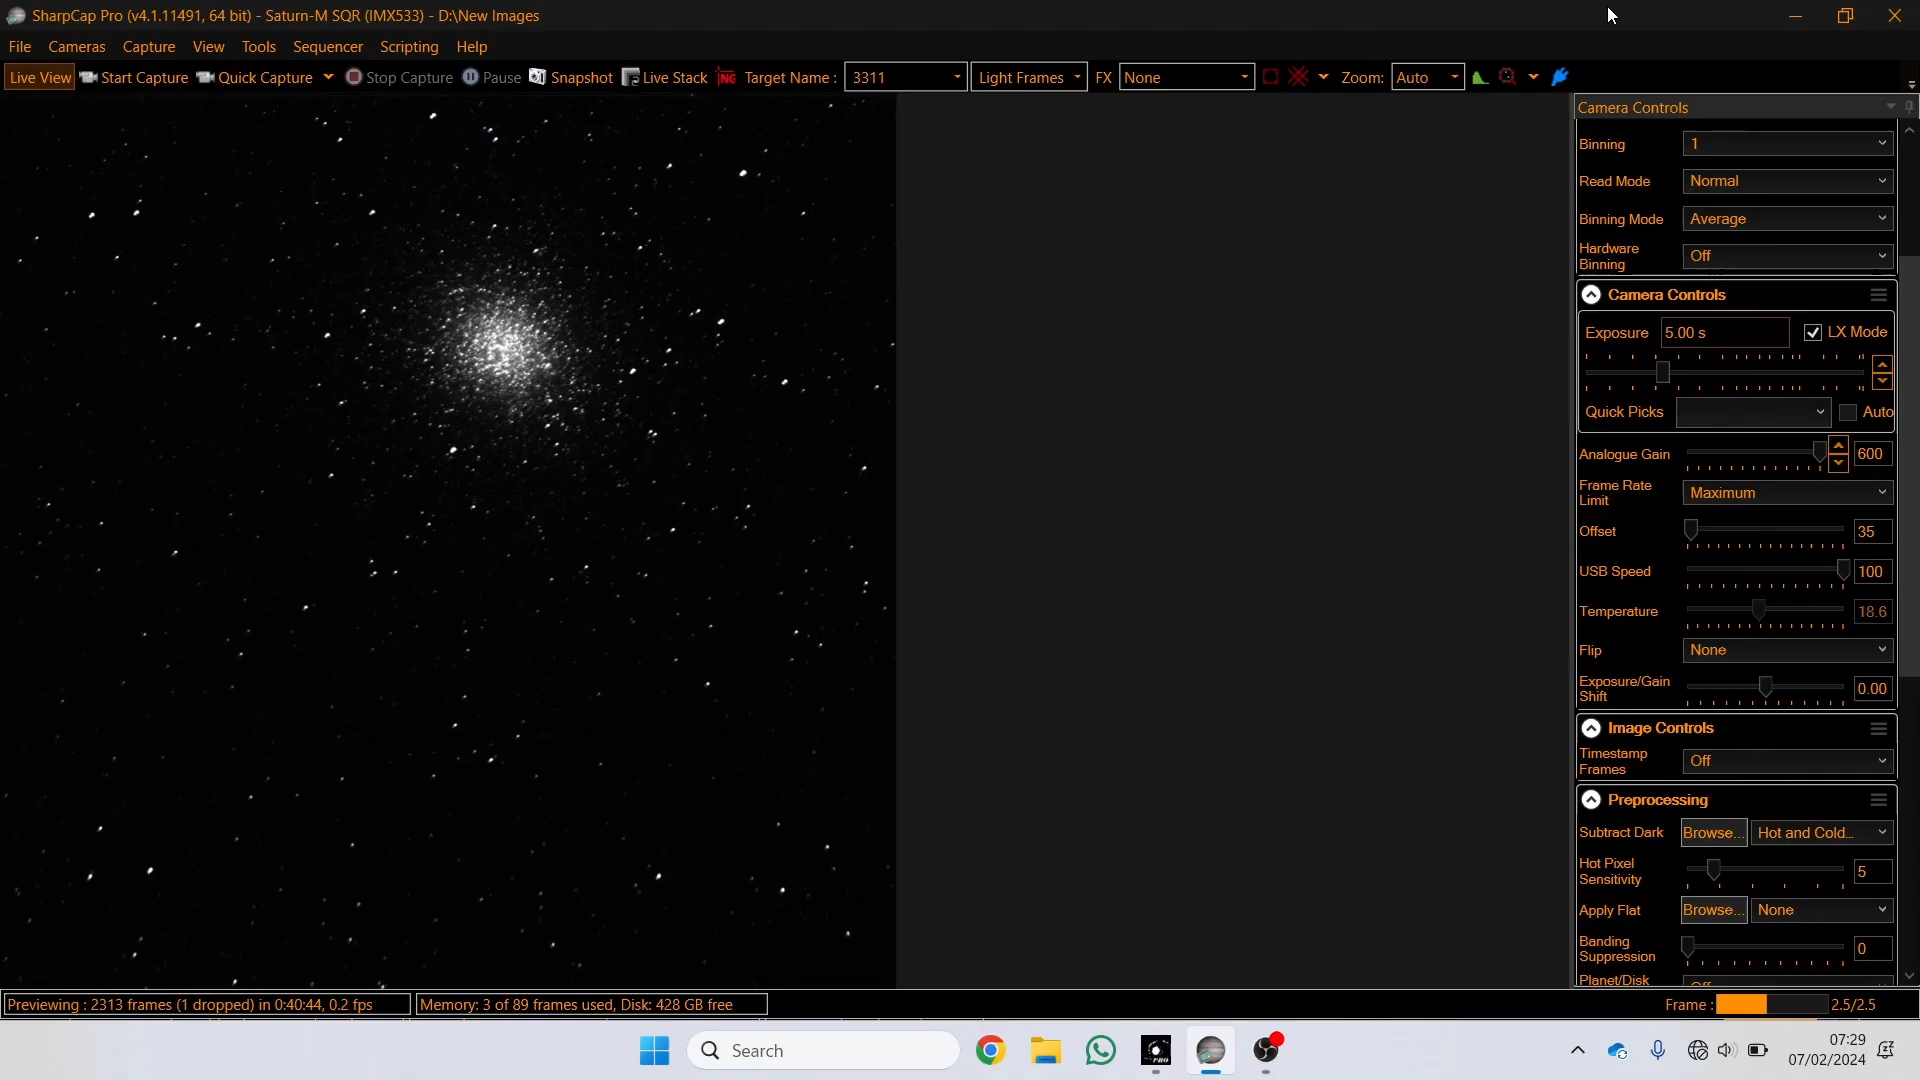 SharpCap Pro (v4.1.11491, 64 bit) - Saturn-M SQR (IMX533) - D:\New Images
File Cameras Capture View Tools Sequencer Scripting Help
Live View Start Capture Quick Capture Stop Capture Pause Snapshot Live Stack NG Target Name : 3311 Light Frames FX None Zoom: Auto
Camera Controls
Binning 1
Read Mode Normal
Binning Mode Average
Hardware Binning Off
Camera Controls
Exposure 5.00 s LX Mode
Quick Picks Auto
Analogue Gain 600
Frame Rate Limit Maximum
Offset 35
USB Speed 100
Temperature 18.6
Flip None
Exposure/Gain Shift 0.00
Image Controls
Timestamp Frames Off
Preprocessing
Subtract Dark Browse... Hot and Cold...
Hot Pixel Sensitivity 5
Apply Flat Browse... None
Banding Suppression 0
Planet/Disk Off
Previewing : 2313 frames (1 dropped) in 0:40:44, 0.2 fps Memory: 3 of 89 frames used, Disk: 428 GB free Frame : 2.5/2.5
Search PRO 07:29
07/02/2024